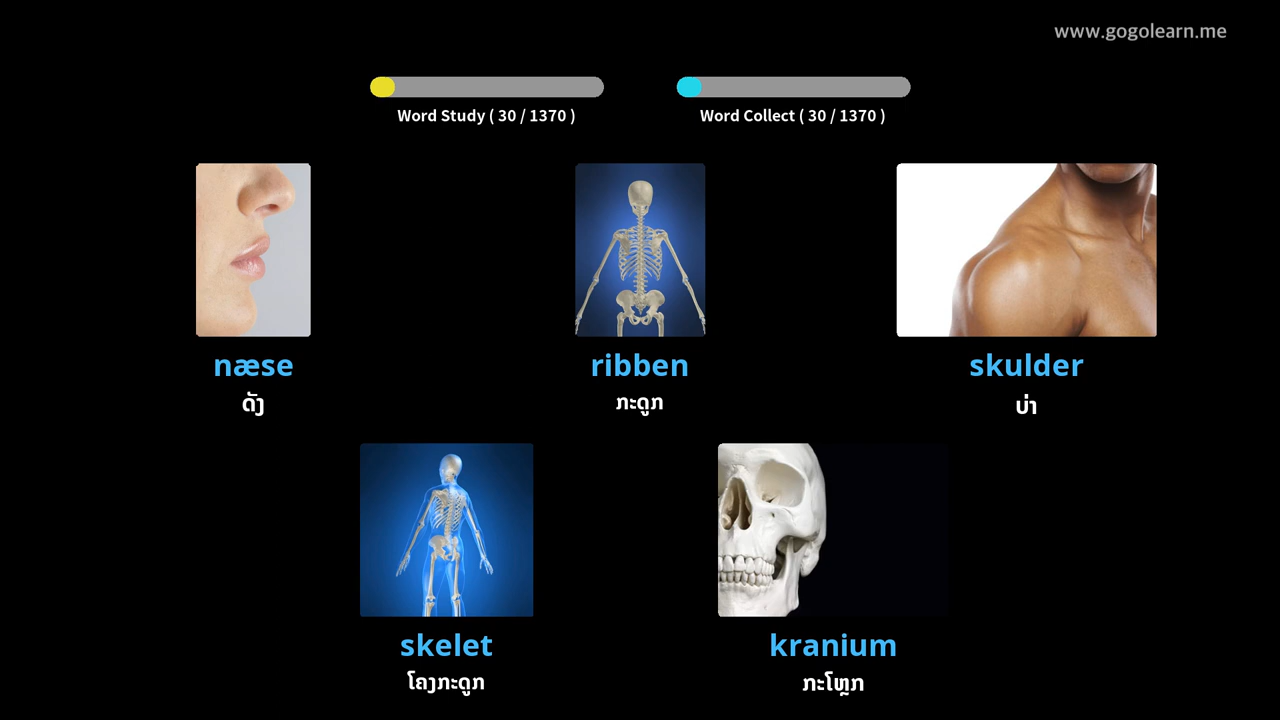 www.gogolearn.me
Word Study ( 30 / 1370 )
Word Collect ( 30 / 1370 )
næse
ribben
skulder
ດັງ
ກະດູກ
ບ່າ
skelet
kranium
ໂຄງກະດູກ
ກະໂຫຼກ